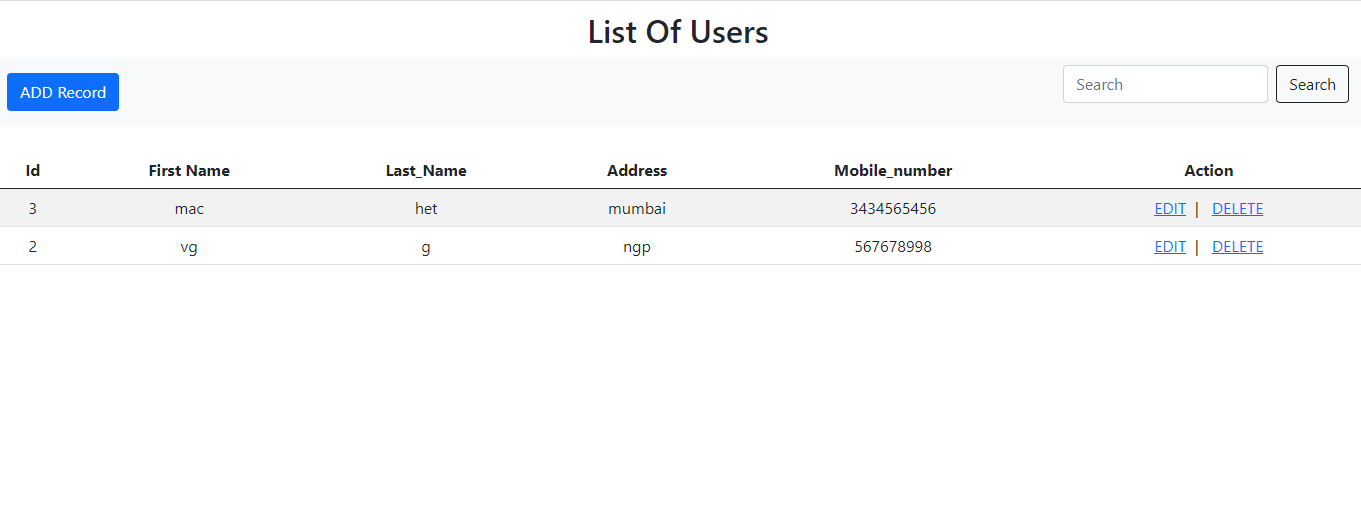 List Of Users
ADD Record Search Search
Id First Name Last_Name Address Mobile_number Action
3 mac het mumbai 3434565456 EDIT | DELETE
2 vg g ngp 567678998 EDIT | DELETE